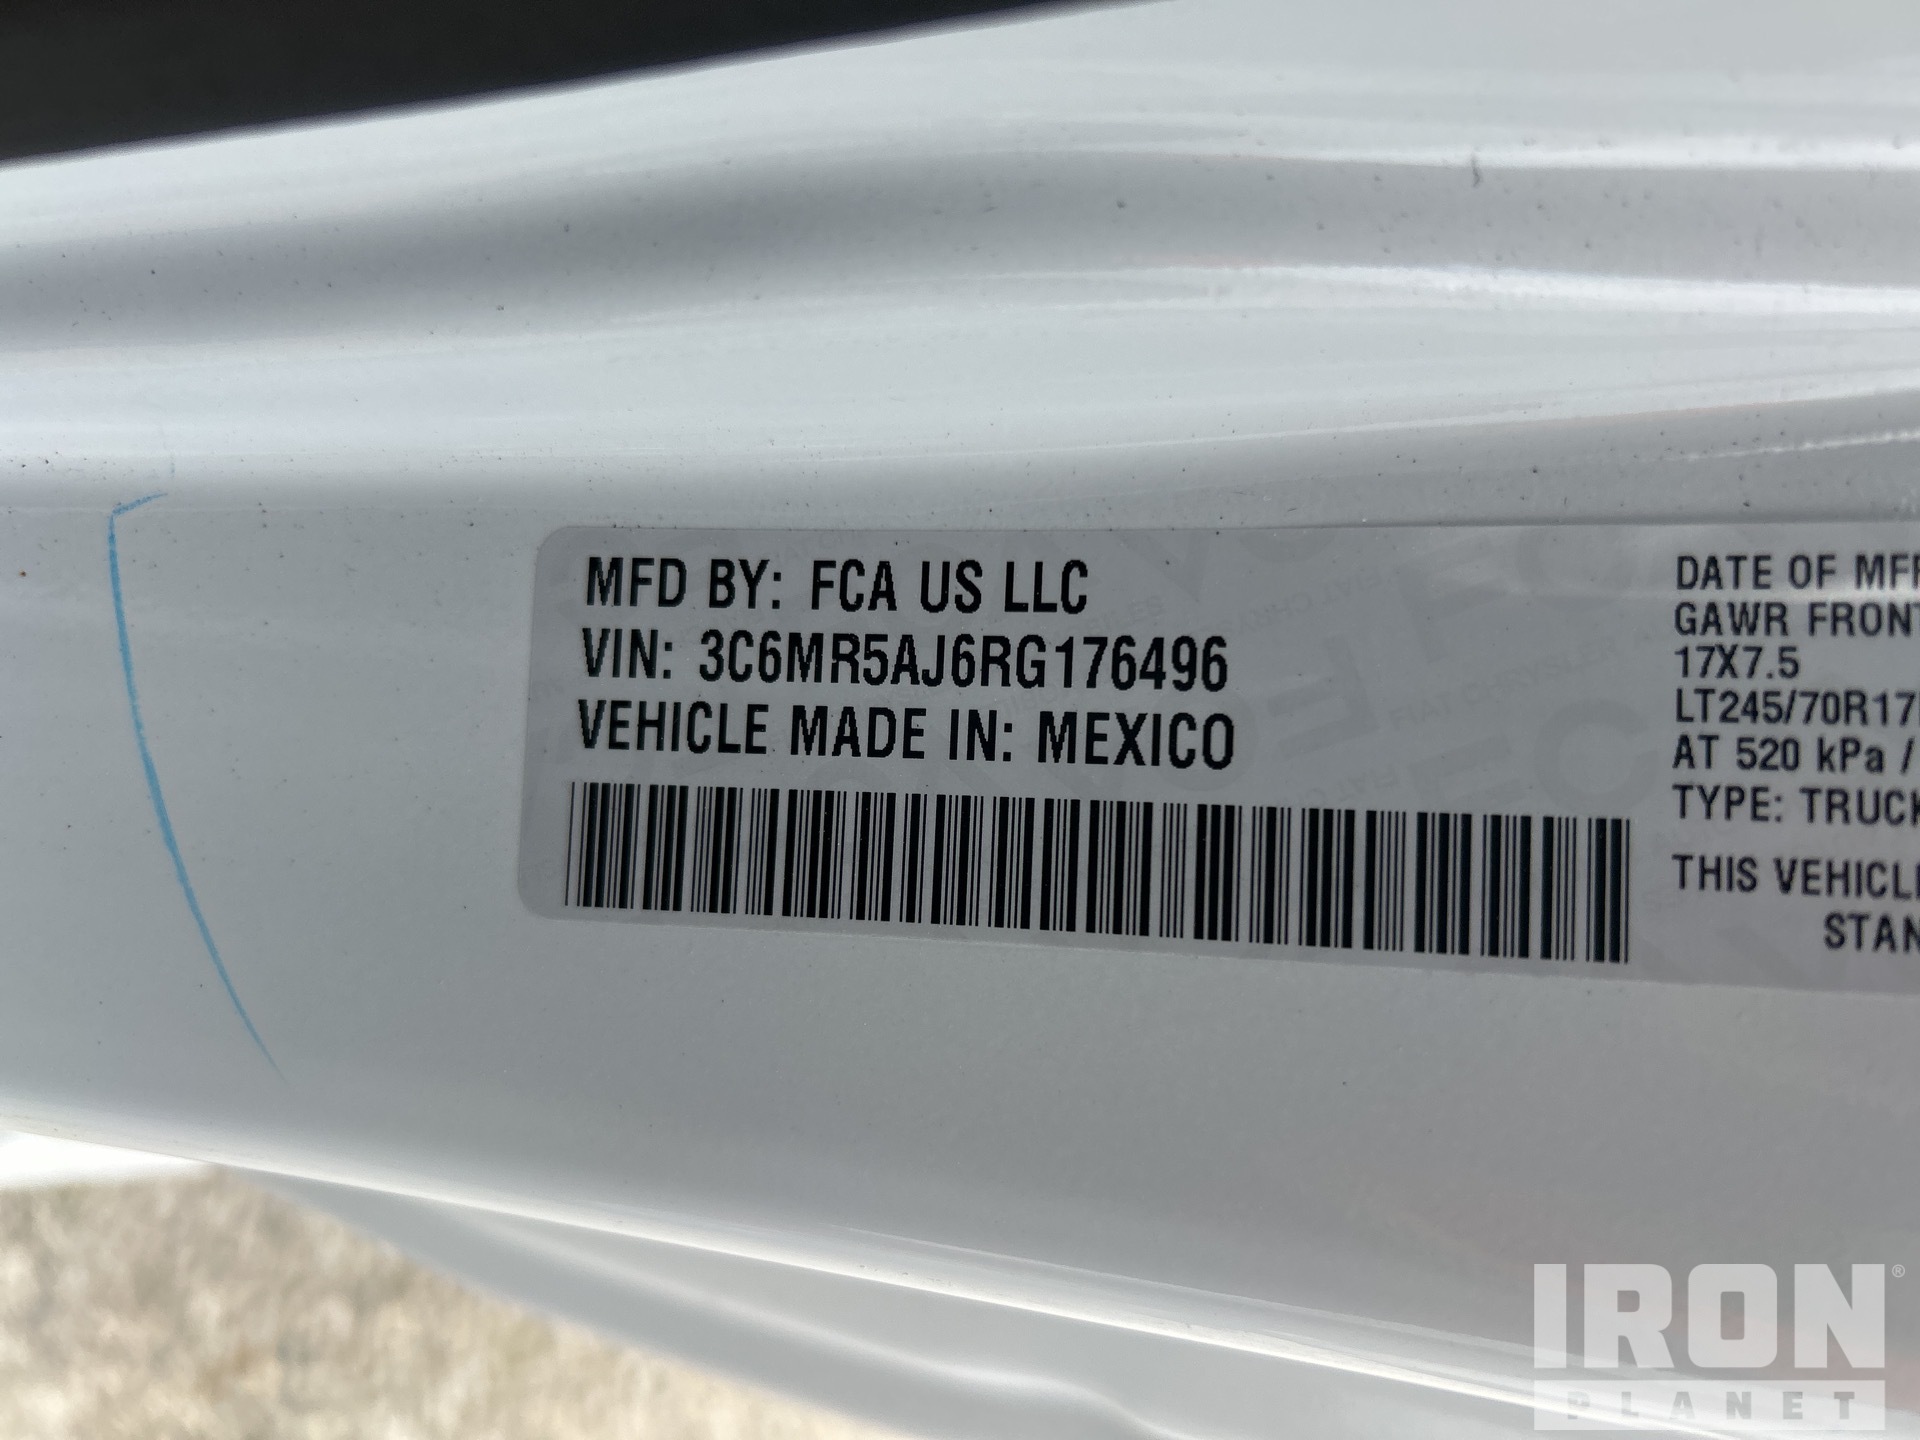 MFD BY: FCA US LLC
VIN: 3C6MR5AJ6RG176496
VEHICLE MADE IN: MEXICO
DATE OF
GAWR FRONT
17X7.5
LT245/70R17
AT 520 kPa /
TYPE: TRUCK
THIS VEHICL
STAN
IRON®
PLANET